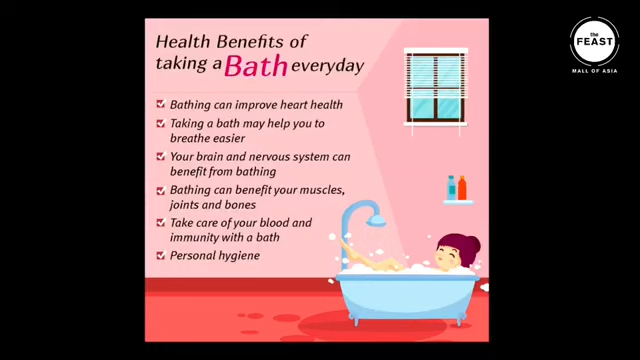 Health Benefits of
taking a Bath everyday
Bathing can improve heart health
Taking a bath may help you to
breathe easier
Your brain and nervous system can
benefit from bathing
Bathing can benefit your muscles,
joints and bones
Take care of your blood and
immunity with a bath
Personal hygiene
the
FEAST
MALL OF ASIA